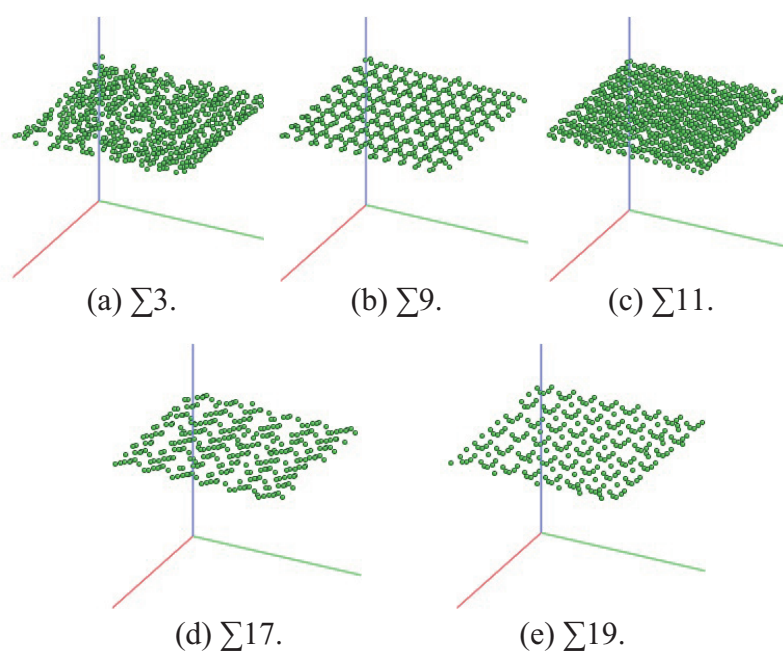 (a) ∑3.
(b) ∑9.
(c) ∑11.
(d) ∑17.
(e) ∑19.